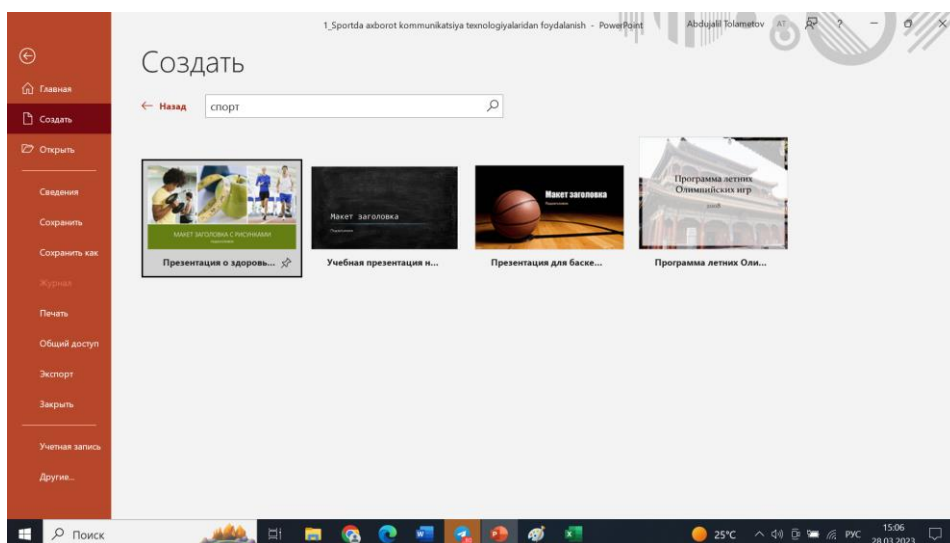 1_Sportda axborot kommunikatsiya texnologiyalaridan foydalanish - PowerPoint
Abdujalil Tolametov
AT
?
Создать
Главная
Создать
Открыть
Сведения
Сохранить
Сохранить как
Журнал
Печать
Общий доступ
Экспорт
Закрыть
Учетная запись
Другие...
Назад
спорт
МАКЕТ ЗАГОЛОВКА С РИСУНКАМИ
Презентация о здоровь...
Макет заголовка
Учебная презентация н...
Макет заголовка
Презентация для баске...
Программа летних
Олимпийских игр
2008
Программа летних Оли...
Поиск
25°C
РУС
15:06
28.03.2023